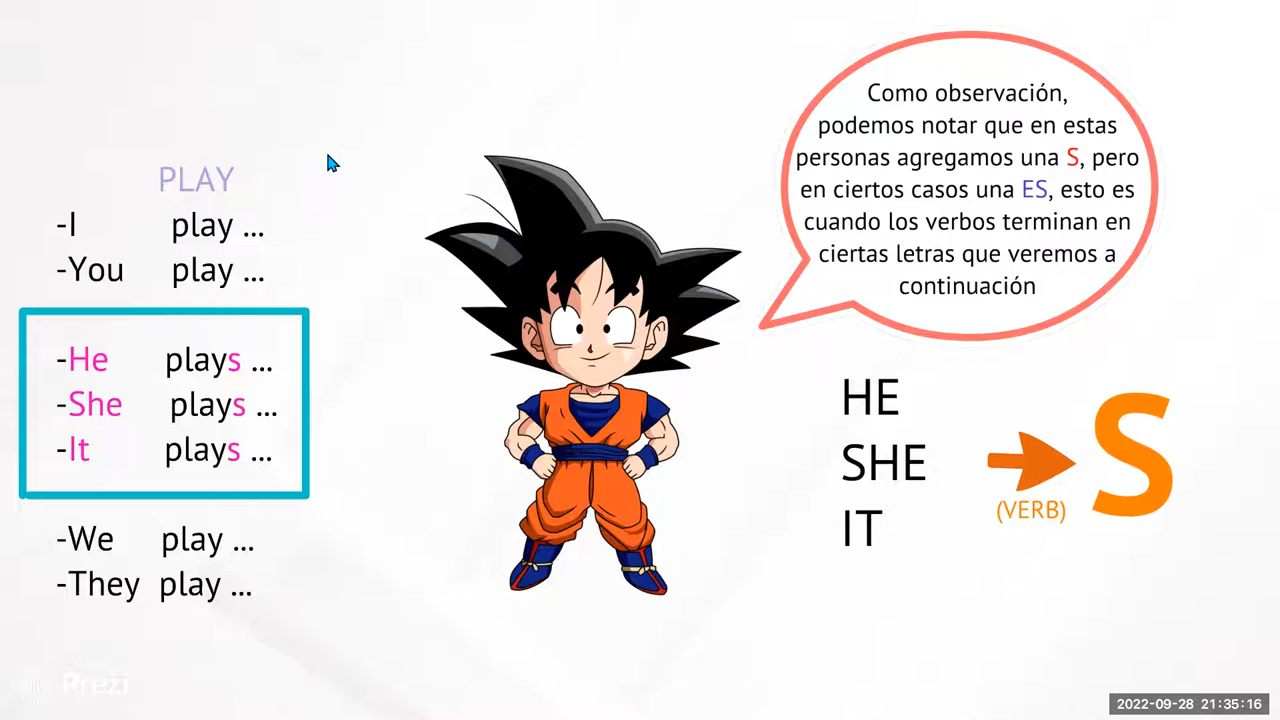 PLAY
-I play ...
-You play ...
-He plays ...
-She plays ...
-It plays ...
-We play ...
-They play ...
Como observación,
podemos notar que en estas
personas agregamos una S, pero
en ciertos casos una ES, esto es
cuando los verbos terminan en
ciertas letras que veremos a
continuación
HE
SHE
IT
(VERB)
S
Prezi
2022-09-28 21:35:16